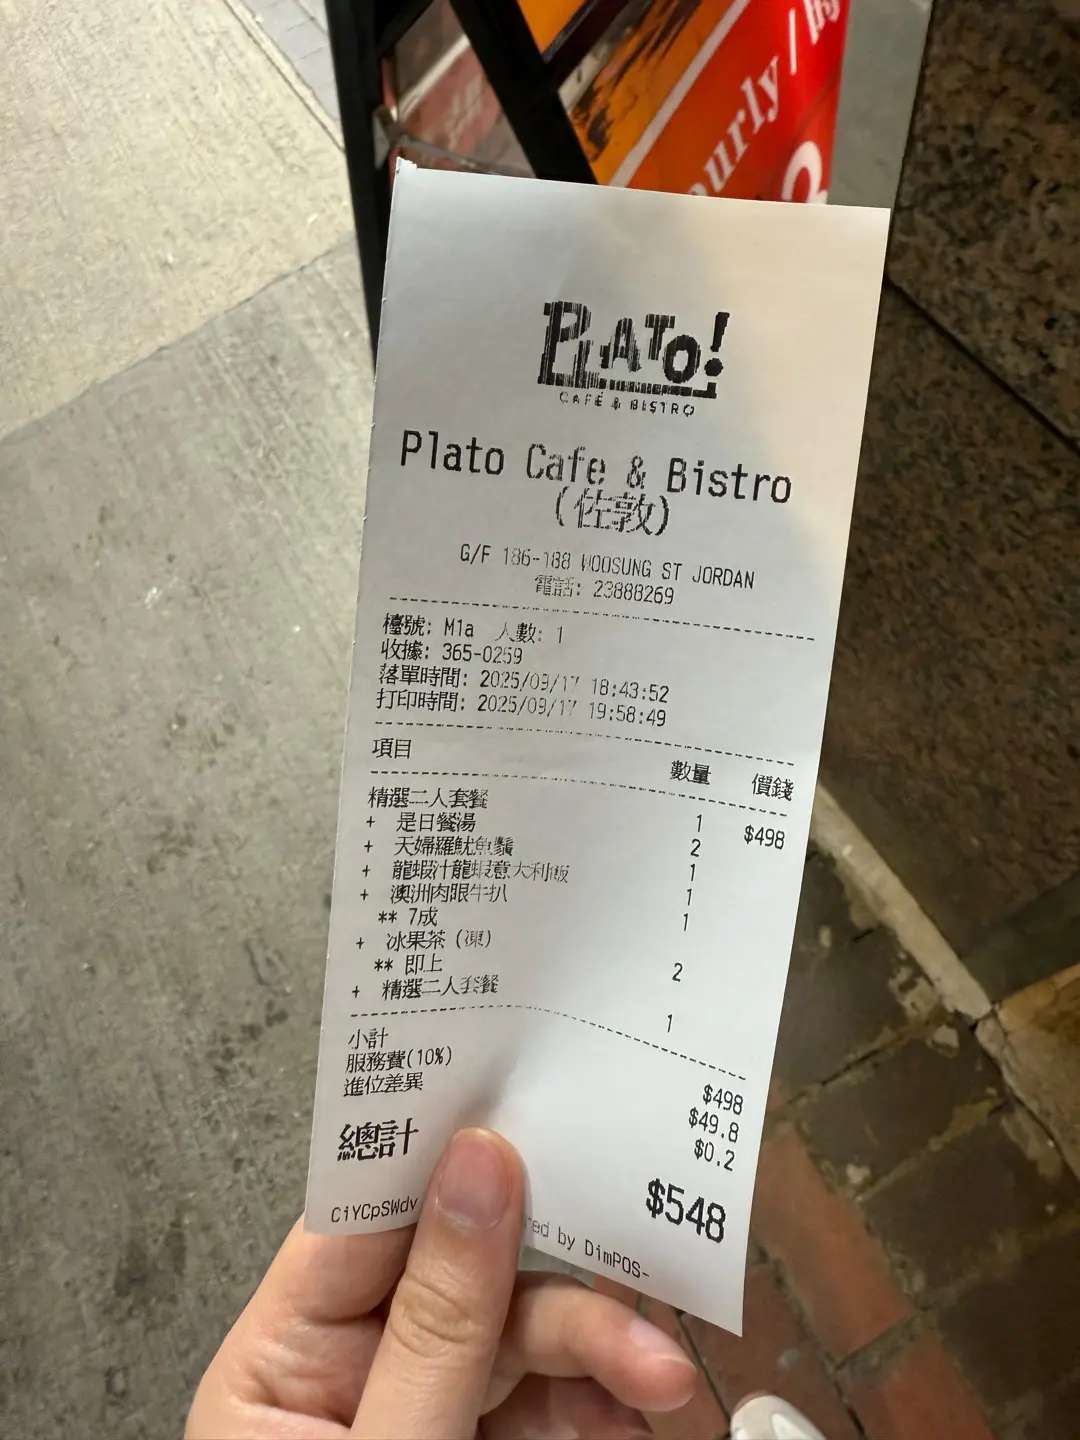 ourly / 時
PLATO!
CAFÉ & BISTRO
Plato Cafe & Bistro
(佐敦)
G/F 186-188 WOOSUNG ST JORDAN
電話: 23888269
檯號: M1a 人數: 1
收據: 365-0259
落單時間: 2025/09/17 18:43:52
打印時間: 2025/09/17 19:58:49
項目 數量 價錢
精選二人套餐 1 $498
+ 是日餐湯 2
+ 天婦羅魷魚鬚 1
+ 龍蝦汁龍蝦意大利飯 1
+ 澳洲肉眼牛扒 1
** 7成
+ 冰果茶 (凍) 2
** 即上
+ 精選二人套餐 1
小計 $498
服務費(10%) $49.8
進位差異 $0.2
總計 $548
CiYCpSWdv red by DimPOS-